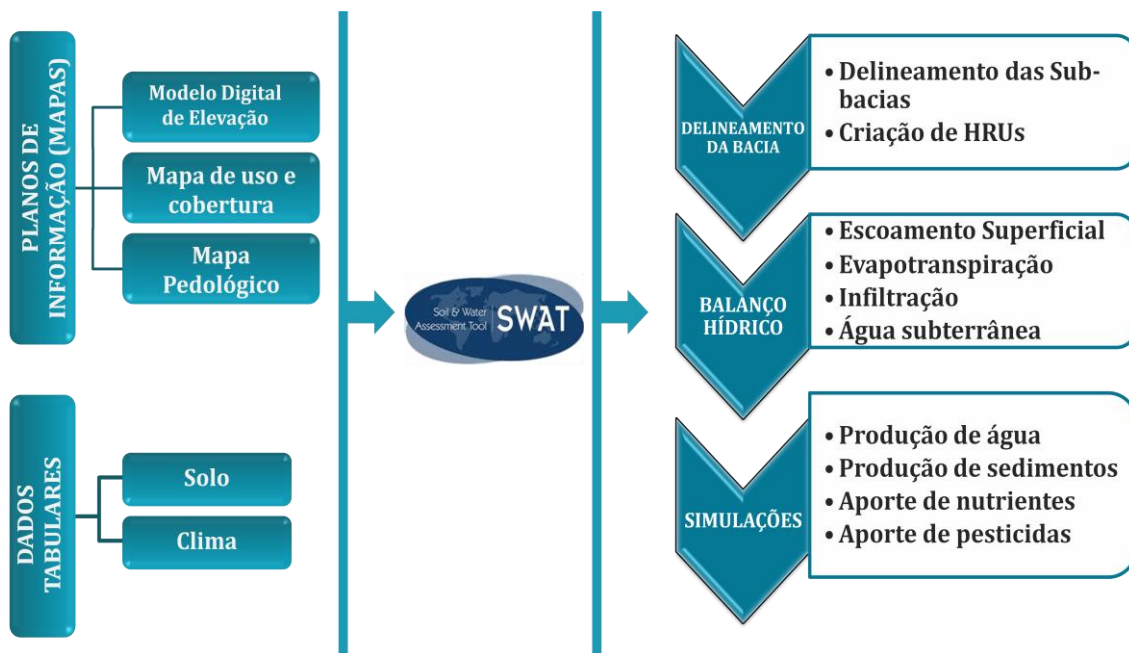 PLANOS DE
INFORMAÇÃO (MAPAS)
Modelo Digital
de Elevação
Mapa de uso e
cobertura
Mapa
Pedológico
DADOS
TABULARES
Solo
Clima
Soil & Water
Assessment Tool
SWAT
DELINEAMENTO
DA BACIA
• Delineamento das Sub-
bacias
• Criação de HRUs
BALANÇO
HÍDRICO
• Escoamento Superficial
• Evapotranspiração
• Infiltração
• Água subterrânea
SIMULAÇÕES
• Produção de água
• Produção de sedimentos
• Aporte de nutrientes
• Aporte de pesticidas